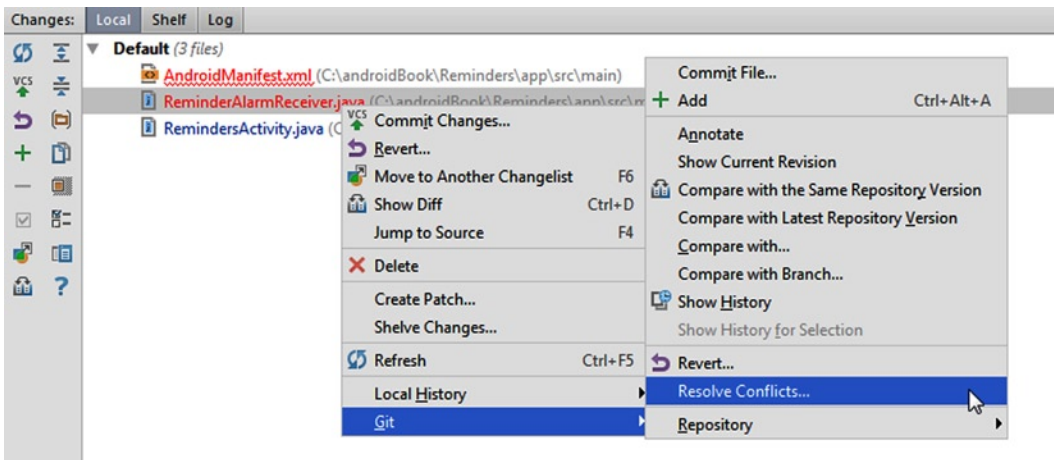 Changes: Local Shelf Log
Default (3 files)
AndroidManifest.xml (C:\androidBook\Reminders\app\src\main)
ReminderAlarmReceiver.java (C:\androidBook\Reminders\app\src\m
RemindersActivity.java (C
VCS
VCS Commit Changes...
Revert...
Move to Another Changelist F6
Show Diff Ctrl+D
Jump to Source F4
Delete
Create Patch...
Shelve Changes...
Refresh Ctrl+F5
Local History
Git
Commit File...
Add Ctrl+Alt+A
Annotate
Show Current Revision
Compare with the Same Repository Version
Compare with Latest Repository Version
Compare with...
Compare with Branch...
Show History
Show History for Selection
Revert...
Resolve Conflicts...
Repository